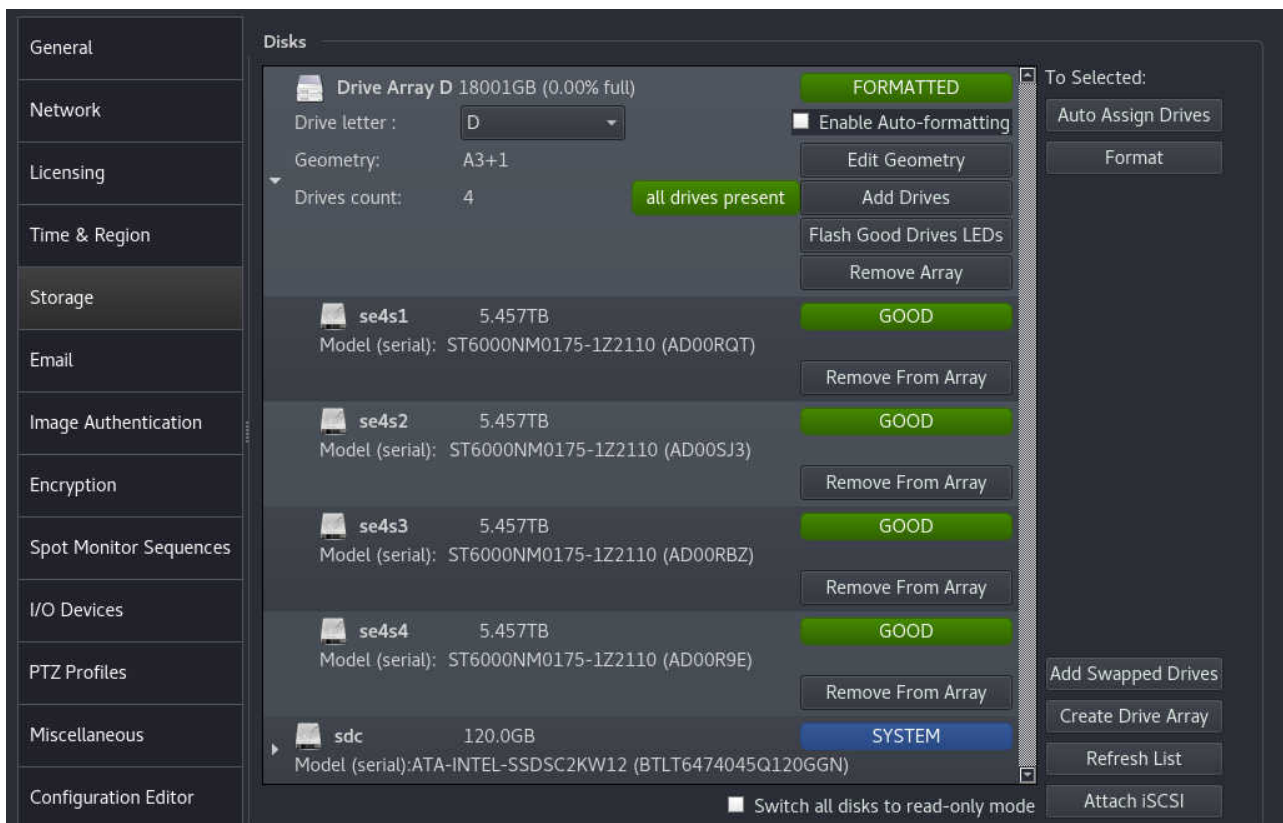 General
Network
Licensing
Time & Region
Storage
Email
Image Authentication
Encryption
Spot Monitor Sequences
I/O Devices
PTZ Profiles
Miscellaneous
Configuration Editor
Disks
Drive Array D 18001GB (0.00% full) FORMATTED
Drive letter : D Enable Auto-formatting
Geometry: A3+1 Edit Geometry
Drives count: 4 all drives present Add Drives
Flash Good Drives LEDs
Remove Array
se4s1 5.457TB GOOD
Model (serial): ST6000NM0175-1Z2110 (AD00RQT)
Remove From Array
se4s2 5.457TB GOOD
Model (serial): ST6000NM0175-1Z2110 (AD00SJ3)
Remove From Array
se4s3 5.457TB GOOD
Model (serial): ST6000NM0175-1Z2110 (AD00RBZ)
Remove From Array
se4s4 5.457TB GOOD
Model (serial): ST6000NM0175-1Z2110 (AD00R9E)
Remove From Array
sdc 120.0GB SYSTEM
Model (serial):ATA-INTEL-SSDSC2KW12 (BTLT6474045Q120GGN)
Switch all disks to read-only mode
To Selected:
Auto Assign Drives
Format
Add Swapped Drives
Create Drive Array
Refresh List
Attach iSCSI